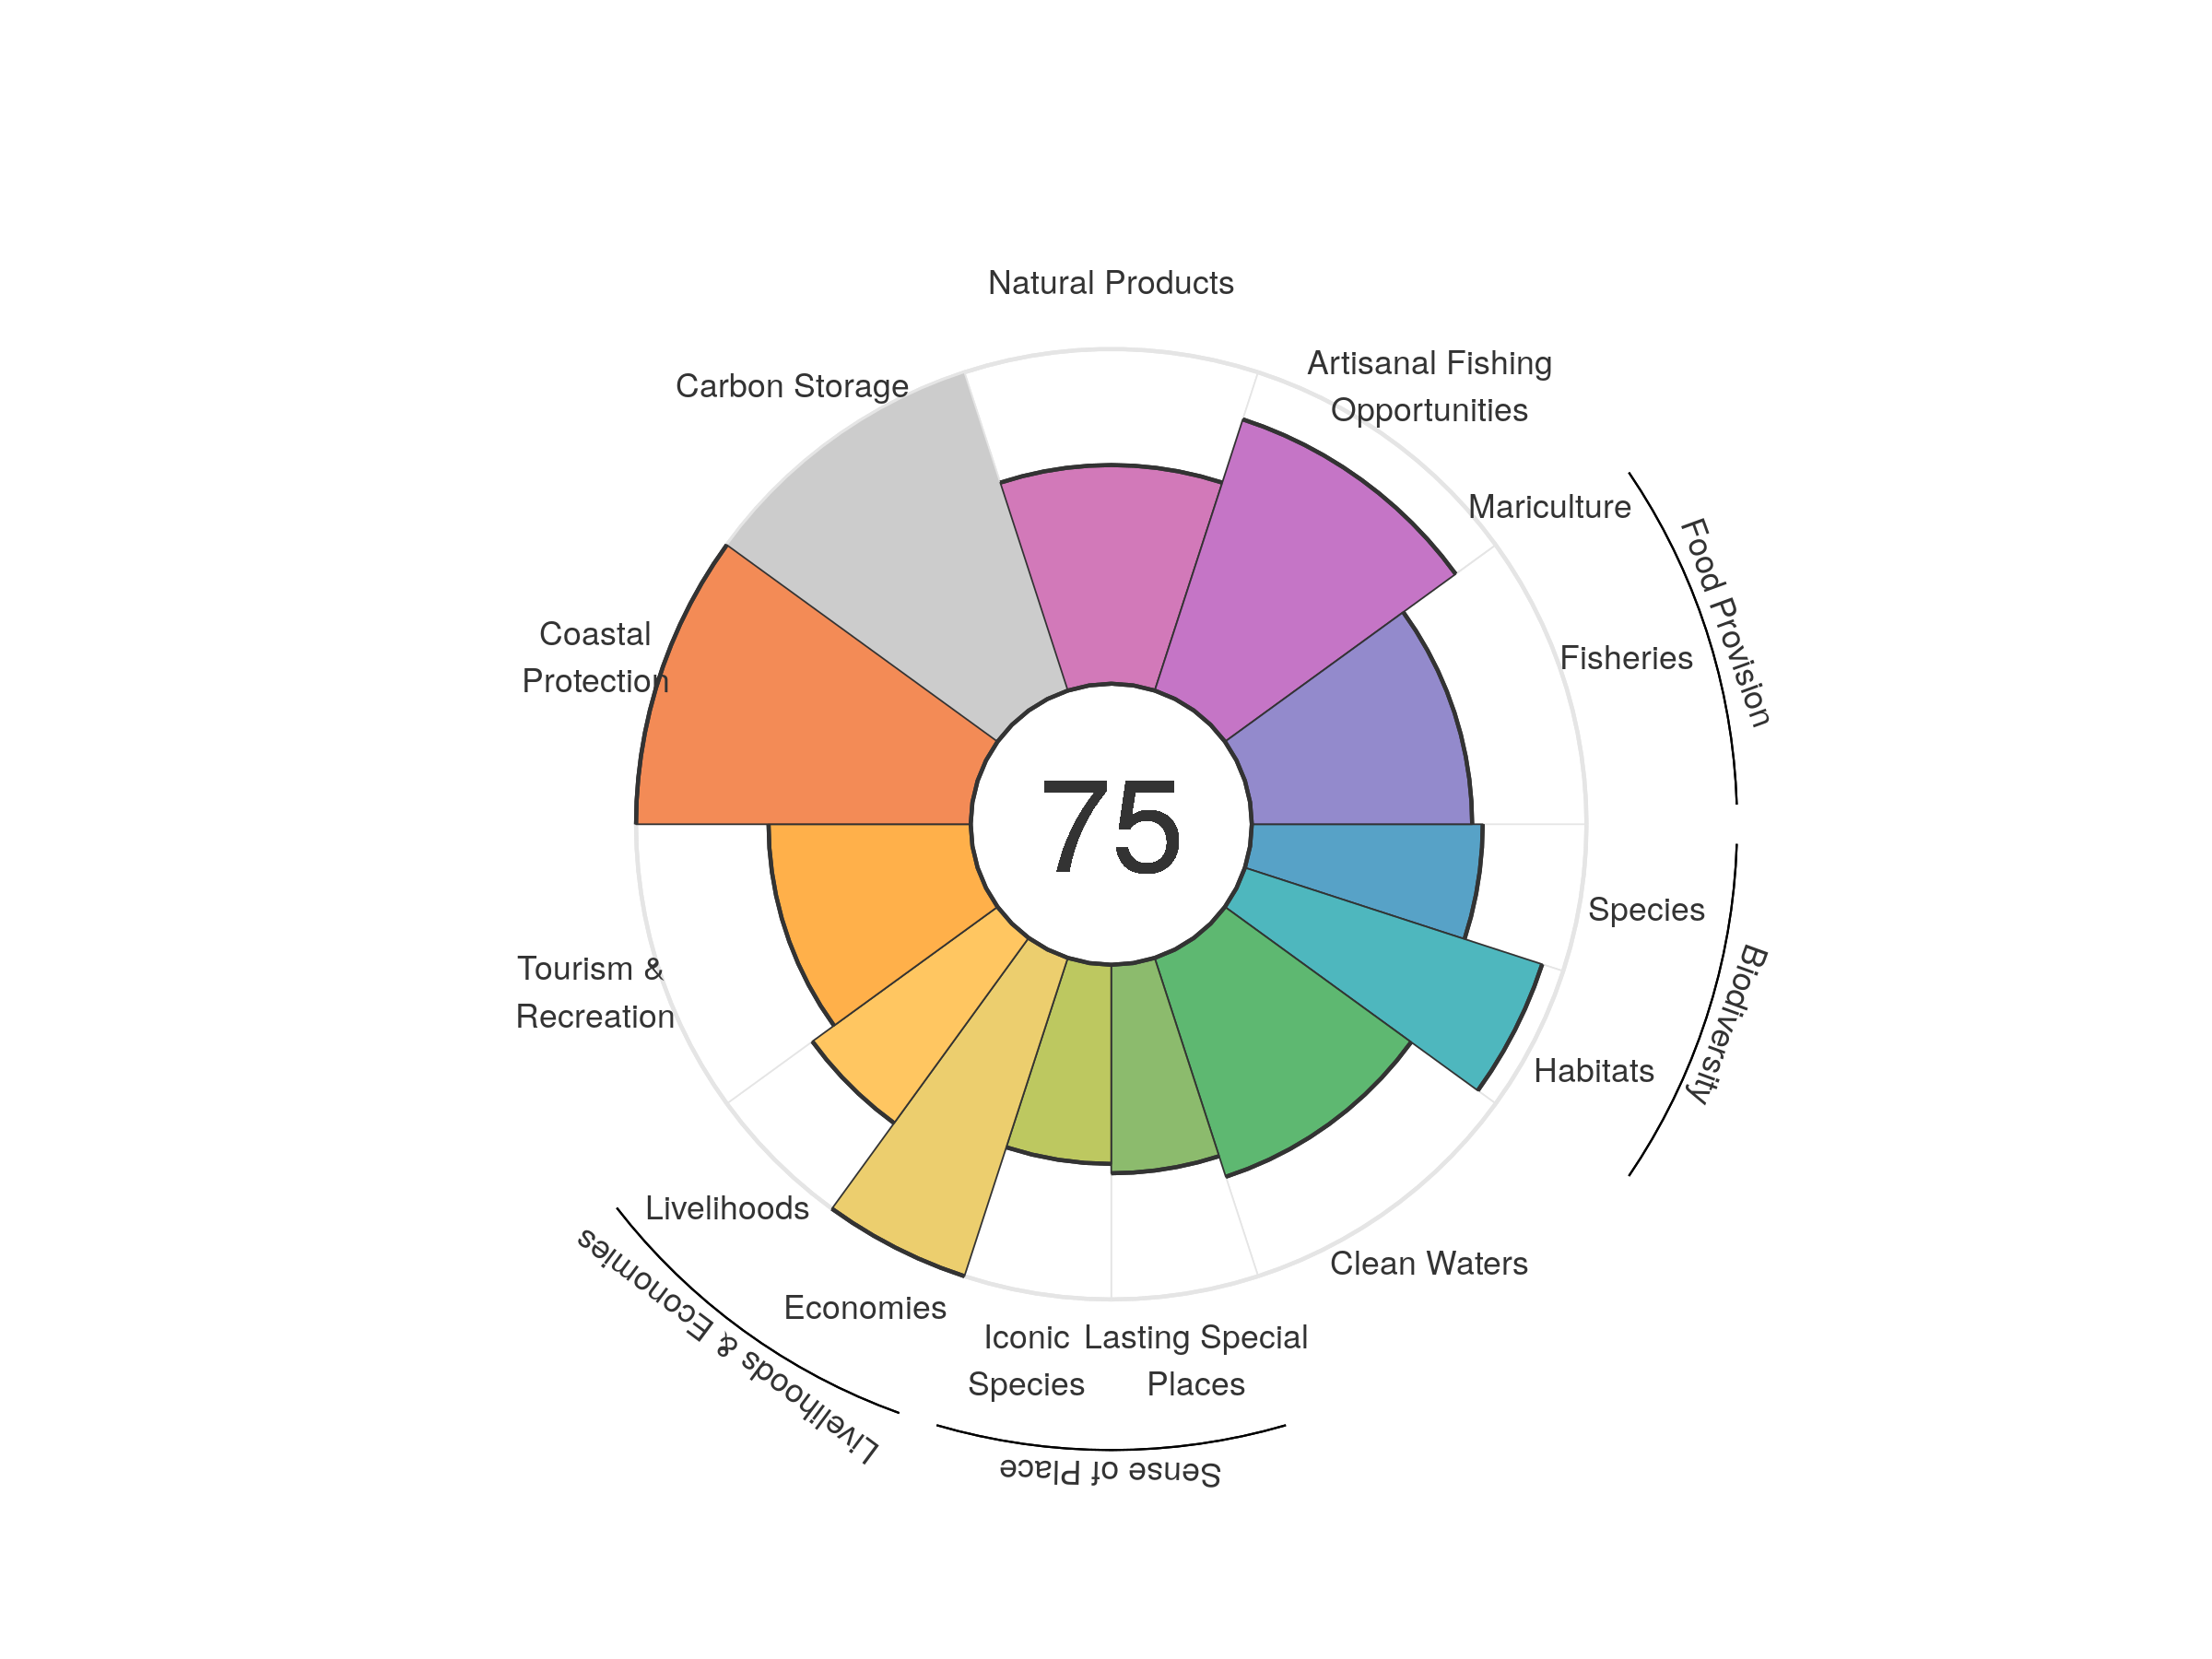 Natural Products
Artisanal Fishing
Opportunities
Carbon Storage
Mariculture
Food Provision
Fisheries
Coastal
Protection
75
Species
Biodiversity
Tourism &
Recreation
Habitats
Livelihoods
Clean Waters
Economies
Livelihoods & Economies
Iconic
Species
Lasting Special
Places
Sense of Place